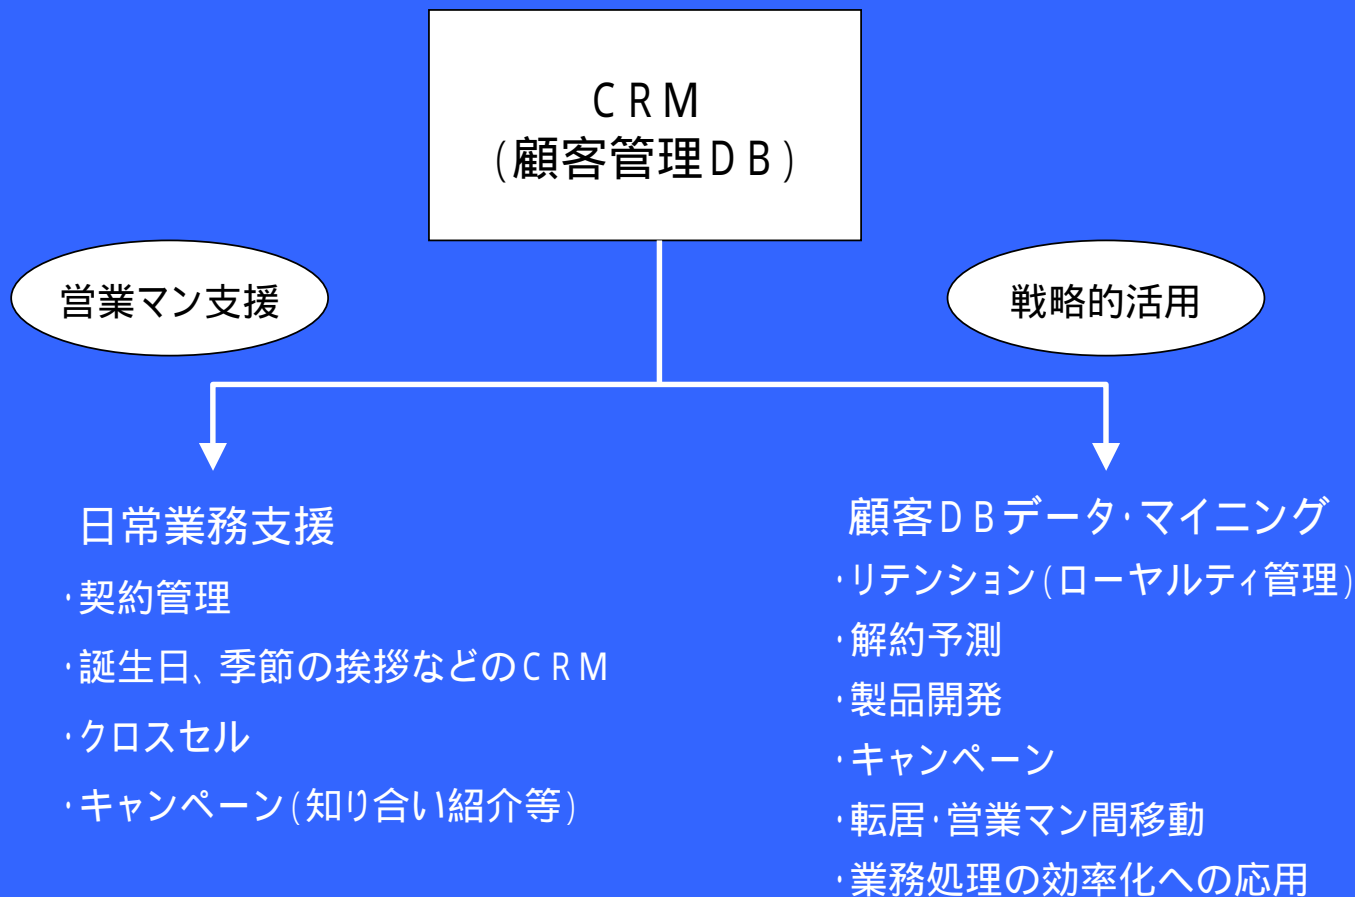 CRM
(顧客管理DB)
営業マン支援
戦略的活用
日常業務支援
・契約管理
・誕生日、季節の挨拶などのCRM
・クロスセル
・キャンペーン(知り合い紹介等)
顧客DBデータ・マイニング
・リテンション(ローヤルティ管理)
・解約予測
・製品開発
・キャンペーン
・転居・営業マン間移動
・業務処理の効率化への応用